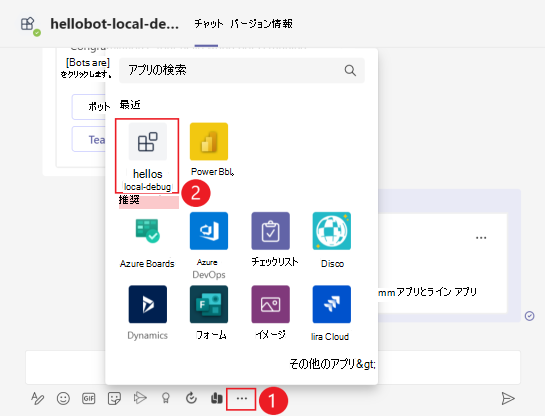 hellobot-local-de...
チャット バージョン情報
[Bots are]
をクリックします。
ボット
Tea
アプリの検索
最近
hellos
local-debug
Power Bbl。
2
推奨
Azure Boards
Azure
DevOps
チェックリスト
Disco
mmアプリとライン アプリ
Dynamics
フォーム
イメージ
lira Cloud
その他のアプリ&gt;
GIF
1